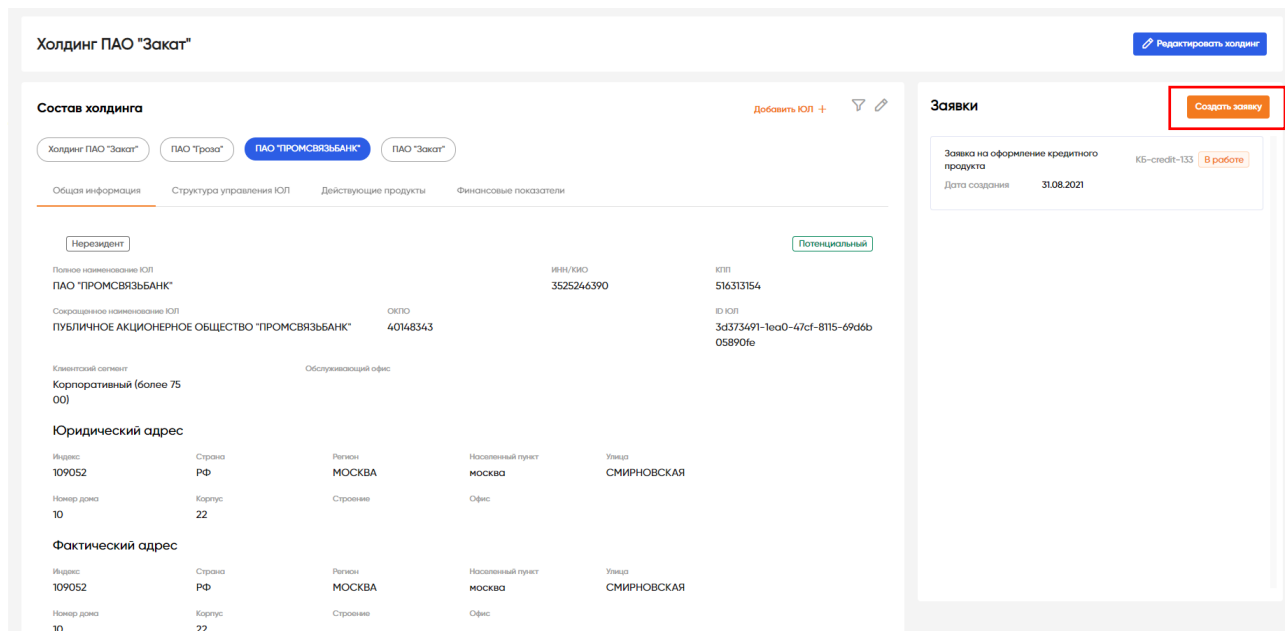 Холдинг ПАО "Закат"
Редактировать холдинг
Состав холдинга
Добавить ЮЛ +
Холдинг ПАО "Закат" ПАО "Гроза" ПАО "ПРОМСВЯЗЬБАНК" ПАО "Закат"
Общая информация Структура управления ЮЛ Действующие продукты Финансовые показатели
Нерезидент Потенциальный
Полное наименование ЮЛ ИНН/КИО КПП
ПАО "ПРОМСВЯЗЬБАНК" 3525246390 516313154
Сокращенное наименование ЮЛ ОКПО ID ЮЛ
ПУБЛИЧНОЕ АКЦИОНЕРНОЕ ОБЩЕСТВО "ПРОМСВЯЗЬБАНК" 40148343 3d373491-1ea0-47cf-8115-69d6b
05890fe
Клиентский сегмент Обслуживающий офис
Корпоративный (более 75
00)
Юридический адрес
Индекс Страна Регион Населенный пункт Улица
109052 РФ МОСКВА москва СМИРНОВСКАЯ
Номер дома Корпус Строение Офис
10 22
Фактический адрес
Индекс Страна Регион Населенный пункт Улица
109052 РФ МОСКВА москва СМИРНОВСКАЯ
Номер дома Корпус Строение Офис
10 22
Заявки
Создать заявку
Заявка на оформление кредитного
продукта
КБ-credit-133 В работе
Дата создания 31.08.2021